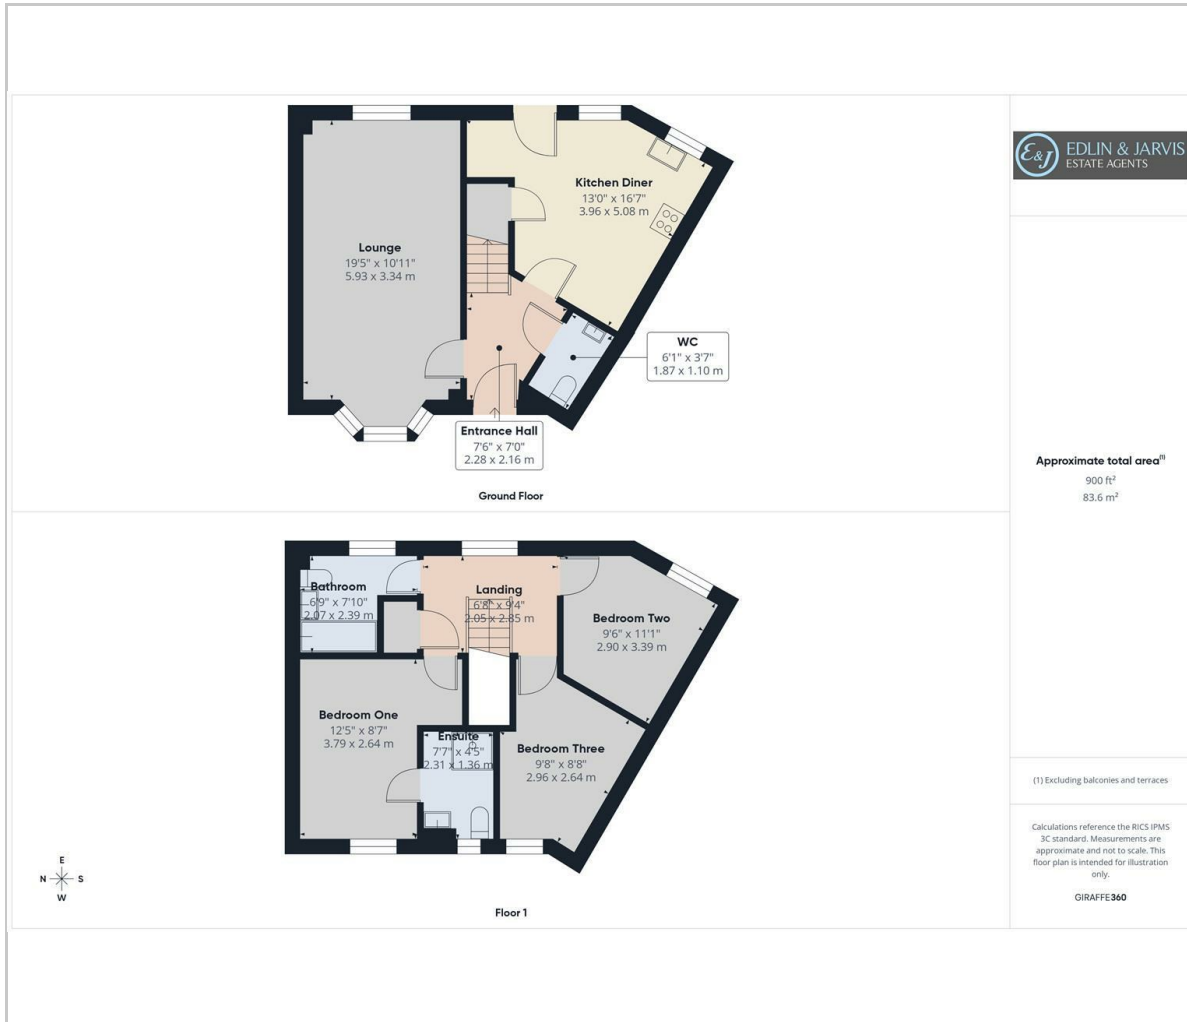 Kitchen Diner
13'0" x 16'7"
3.96 x 5.08 m
Lounge
19'5" x 10'11"
5.93 x 3.34 m
WC
6'1" x 3'7"
1.87 x 1.10 m
Entrance Hall
7'6" x 7'0"
2.28 x 2.16 m
Ground Floor
Bathroom
6'9" x 7'10"
2.07 x 2.39 m
Landing
6'8" x 9'4"
2.05 x 2.85 m
Bedroom Two
9'6" x 11'1"
2.90 x 3.39 m
Bedroom One
12'5" x 8'7"
3.79 x 2.64 m
Ensuite
7'7" x 4'5"
2.31 x 1.36 m
Bedroom Three
9'8" x 8'8"
2.96 x 2.64 m
E
N S
W
Floor 1
E&J
EDLIN & JARVIS
ESTATE AGENTS
Approximate total area(1)
900 ft²
83.6 m²
(1) Excluding balconies and terraces
Calculations reference the RICS IPMS
3C standard. Measurements are
approximate and not to scale. This
floor plan is intended for illustration
only.
GIRAFFE360